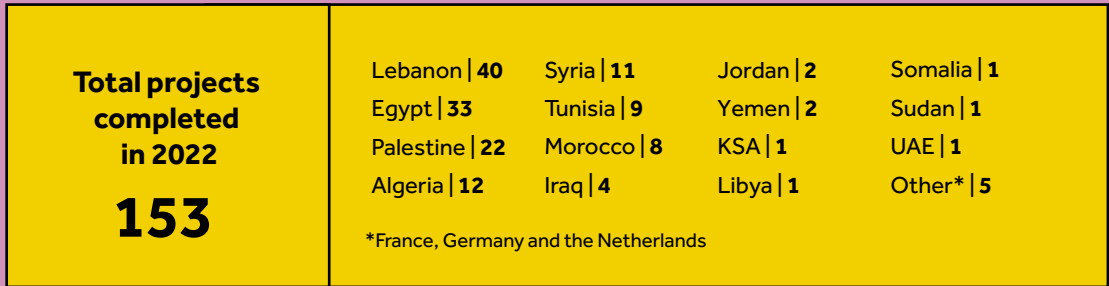 Total projects
completed
in 2022
153
Lebanon | 40
Egypt | 33
Palestine | 22
Algeria | 12
Syria | 11
Tunisia | 9
Morocco | 8
Iraq | 4
Jordan | 2
Yemen | 2
KSA | 1
Libya | 1
Somalia | 1
Sudan | 1
UAE | 1
Other* | 5
*France, Germany and the Netherlands